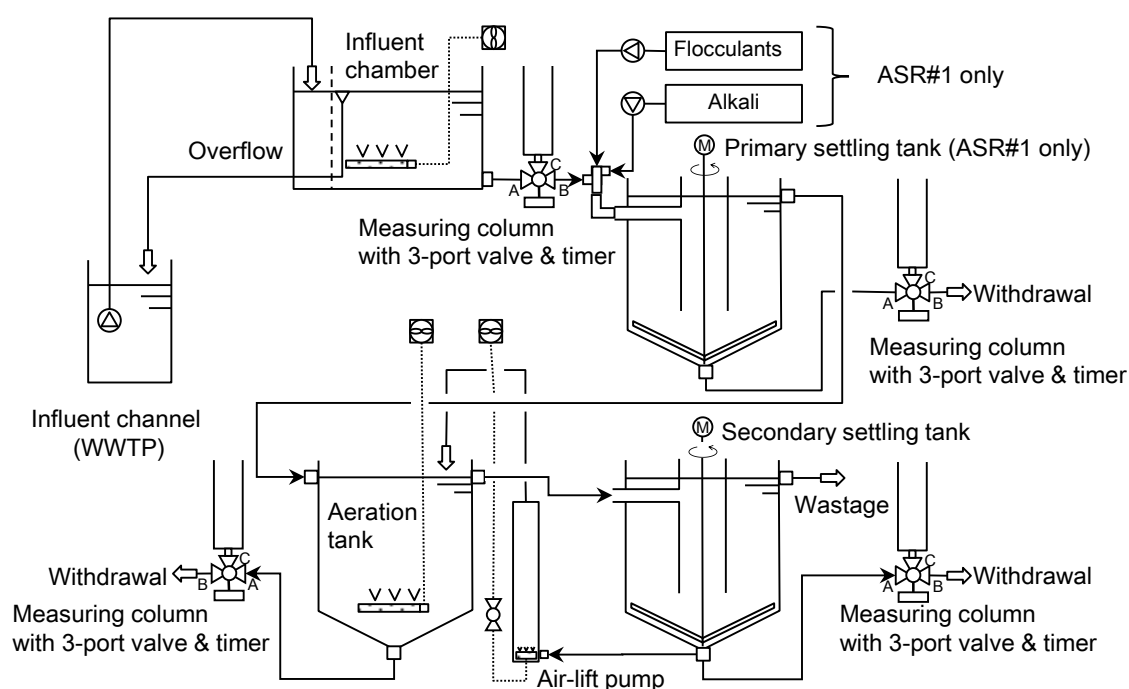 Influent
chamber
Flocculants
Alkali
ASR#1
only
Overflow
C
A
B
M
Primary settling tank (ASR#1 only)
Measuring column
with 3-port valve & timer
C
A
B
Withdrawal
Measuring column
with 3-port valve & timer
Influent channel
(WWTP)
M
Secondary settling tank
Wastage
Aeration
tank
C
B
A
Withdrawal
Measuring column
with 3-port valve & timer
C
A
B
Withdrawal
Measuring column
with 3-port valve & timer
Air-lift pump